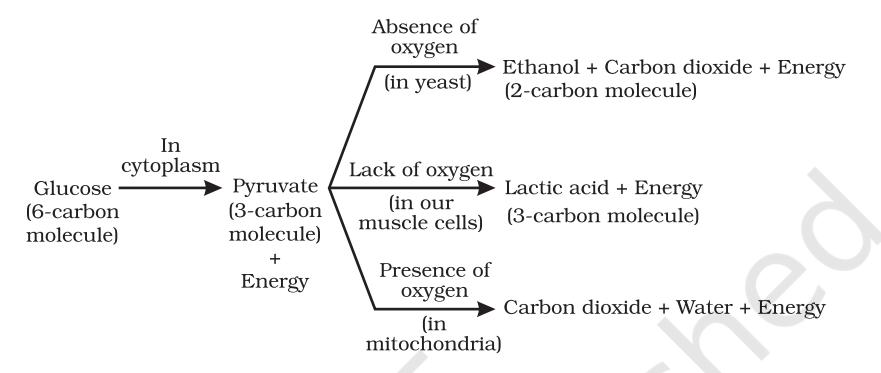 Absence of
oxygen
(in yeast)
Ethanol + Carbon dioxide + Energy
(2-carbon molecule)
In
cytoplasm
Glucose
(6-carbon
molecule)
Pyruvate
(3-carbon
molecule)
+
Energy
Lack of oxygen
(in our
muscle cells)
Lactic acid + Energy
(3-carbon molecule)
Presence of
oxygen
(in
mitochondria)
Carbon dioxide + Water + Energy
shed